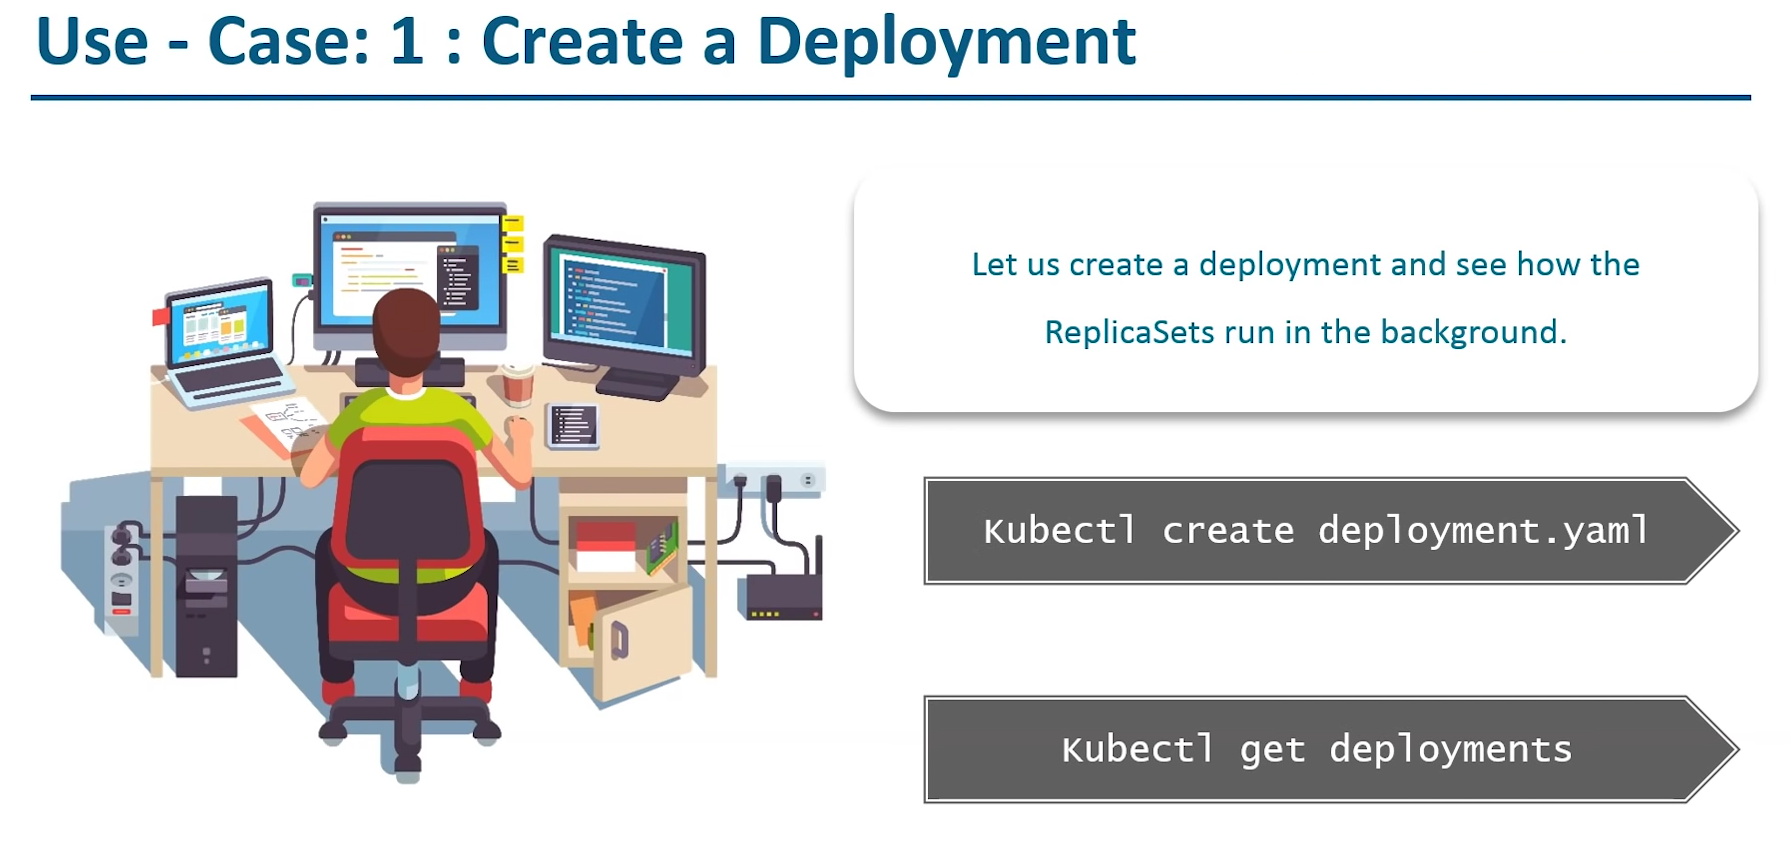 Use - Case: 1 : Create a Deployment
Let us create a deployment and see how the
ReplicaSets run in the background.
Kubectl create deployment.yaml
Kubectl get deployments